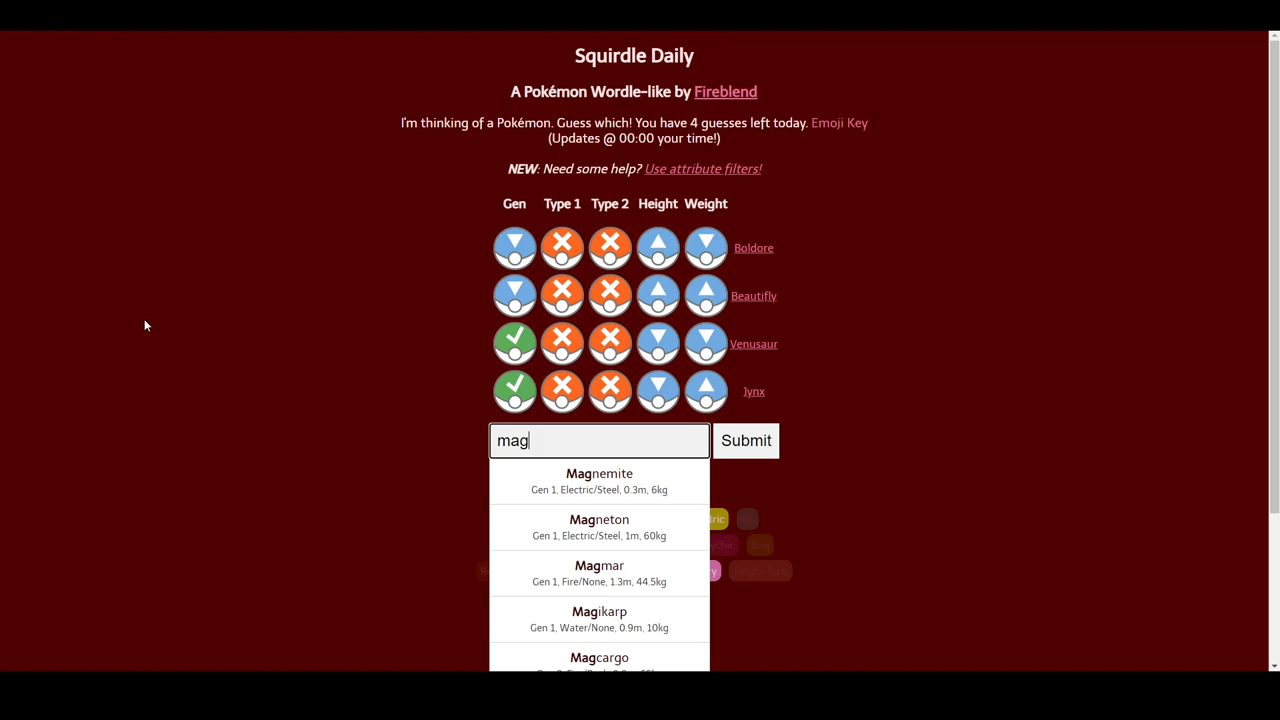 Squirdle Daily
A Pokémon Wordle-like by Fireblend
I'm thinking of a Pokémon. Guess which! You have 4 guesses left today. Emoji Key
(Updates @ 00:00 your time!)
NEW: Need some help? Use attribute filters!
Gen Type 1 Type 2 Height Weight
Boldore
Beautifly
Venusaur
Jynx
mag Submit
Magnemite
Gen 1, Electric/Steel, 0.3m, 6kg
Magneton
Gen 1, Electric/Steel, 1m, 60kg
Magmar
Gen 1, Fire/None, 1.3m, 44.5kg
Magikarp
Gen 1, Water/None, 0.9m, 10kg
Magcargo